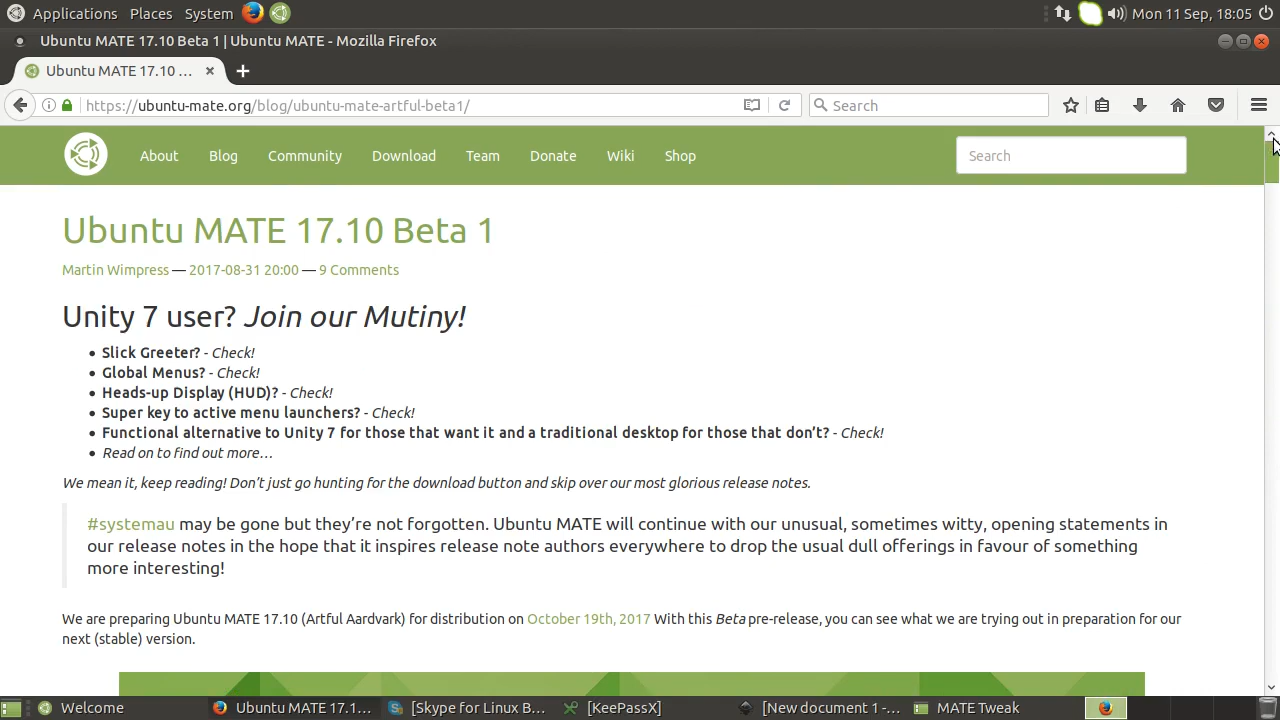 Applications Places System Mon 11 Sep, 18:05
Ubuntu MATE 17.10 Beta 1 | Ubuntu MATE - Mozilla Firefox
Ubuntu MATE 17.10 ...
https://ubuntu-mate.org/blog/ubuntu-mate-artful-beta1/ Search
About Blog Community Download Team Donate Wiki Shop Search
Ubuntu MATE 17.10 Beta 1
Martin Wimpress — 2017-08-31 20:00 — 9 Comments
Unity 7 user? Join our Mutiny!
• Slick Greeter? - Check!
• Global Menus? - Check!
• Heads-up Display (HUD)? - Check!
• Super key to active menu launchers? - Check!
• Functional alternative to Unity 7 for those that want it and a traditional desktop for those that don't? - Check!
• Read on to find out more…
We mean it, keep reading! Don't just go hunting for the download button and skip over our most glorious release notes.
#systemau may be gone but they're not forgotten. Ubuntu MATE will continue with our unusual, sometimes witty, opening statements in
our release notes in the hope that it inspires release note authors everywhere to drop the usual dull offerings in favour of something
more interesting!
We are preparing Ubuntu MATE 17.10 (Artful Aardvark) for distribution on October 19th, 2017 With this Beta pre-release, you can see what we are trying out in preparation for our
next (stable) version.
Welcome Ubuntu MATE 17.1... [Skype for Linux B... [KeePassX] [New document 1 -... MATE Tweak